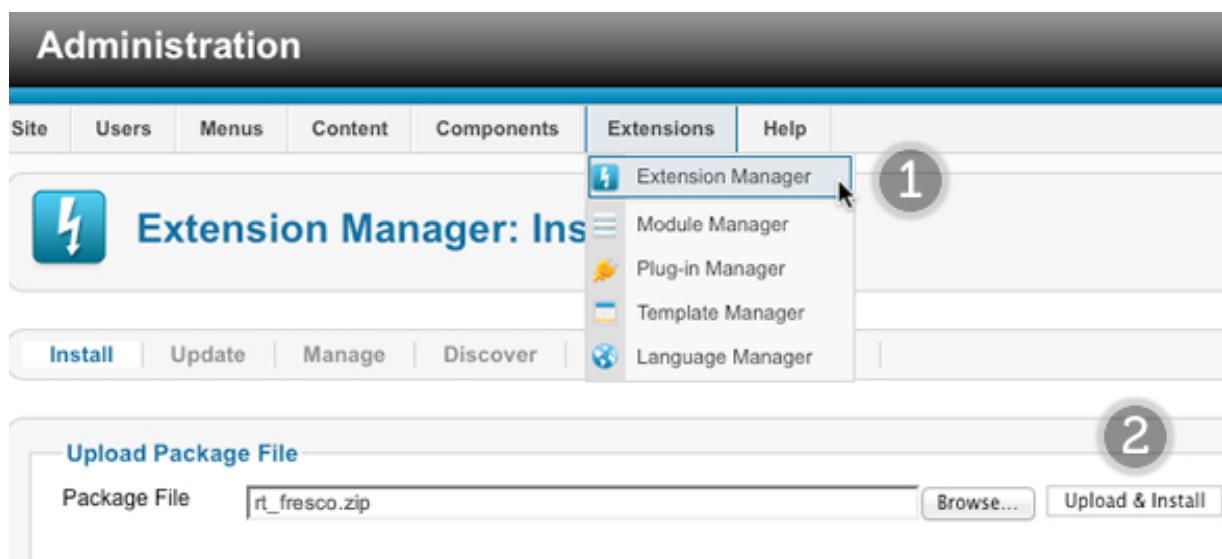 Administration
Site Users Menus Content Components Extensions Help
Extension Manager
1
Module Manager
Plug-in Manager
Template Manager
Language Manager
Extension Manager: Ins
Install Update Manage Discover
2
Upload Package File
Package File rt_fresco.zip Browse... Upload & Install